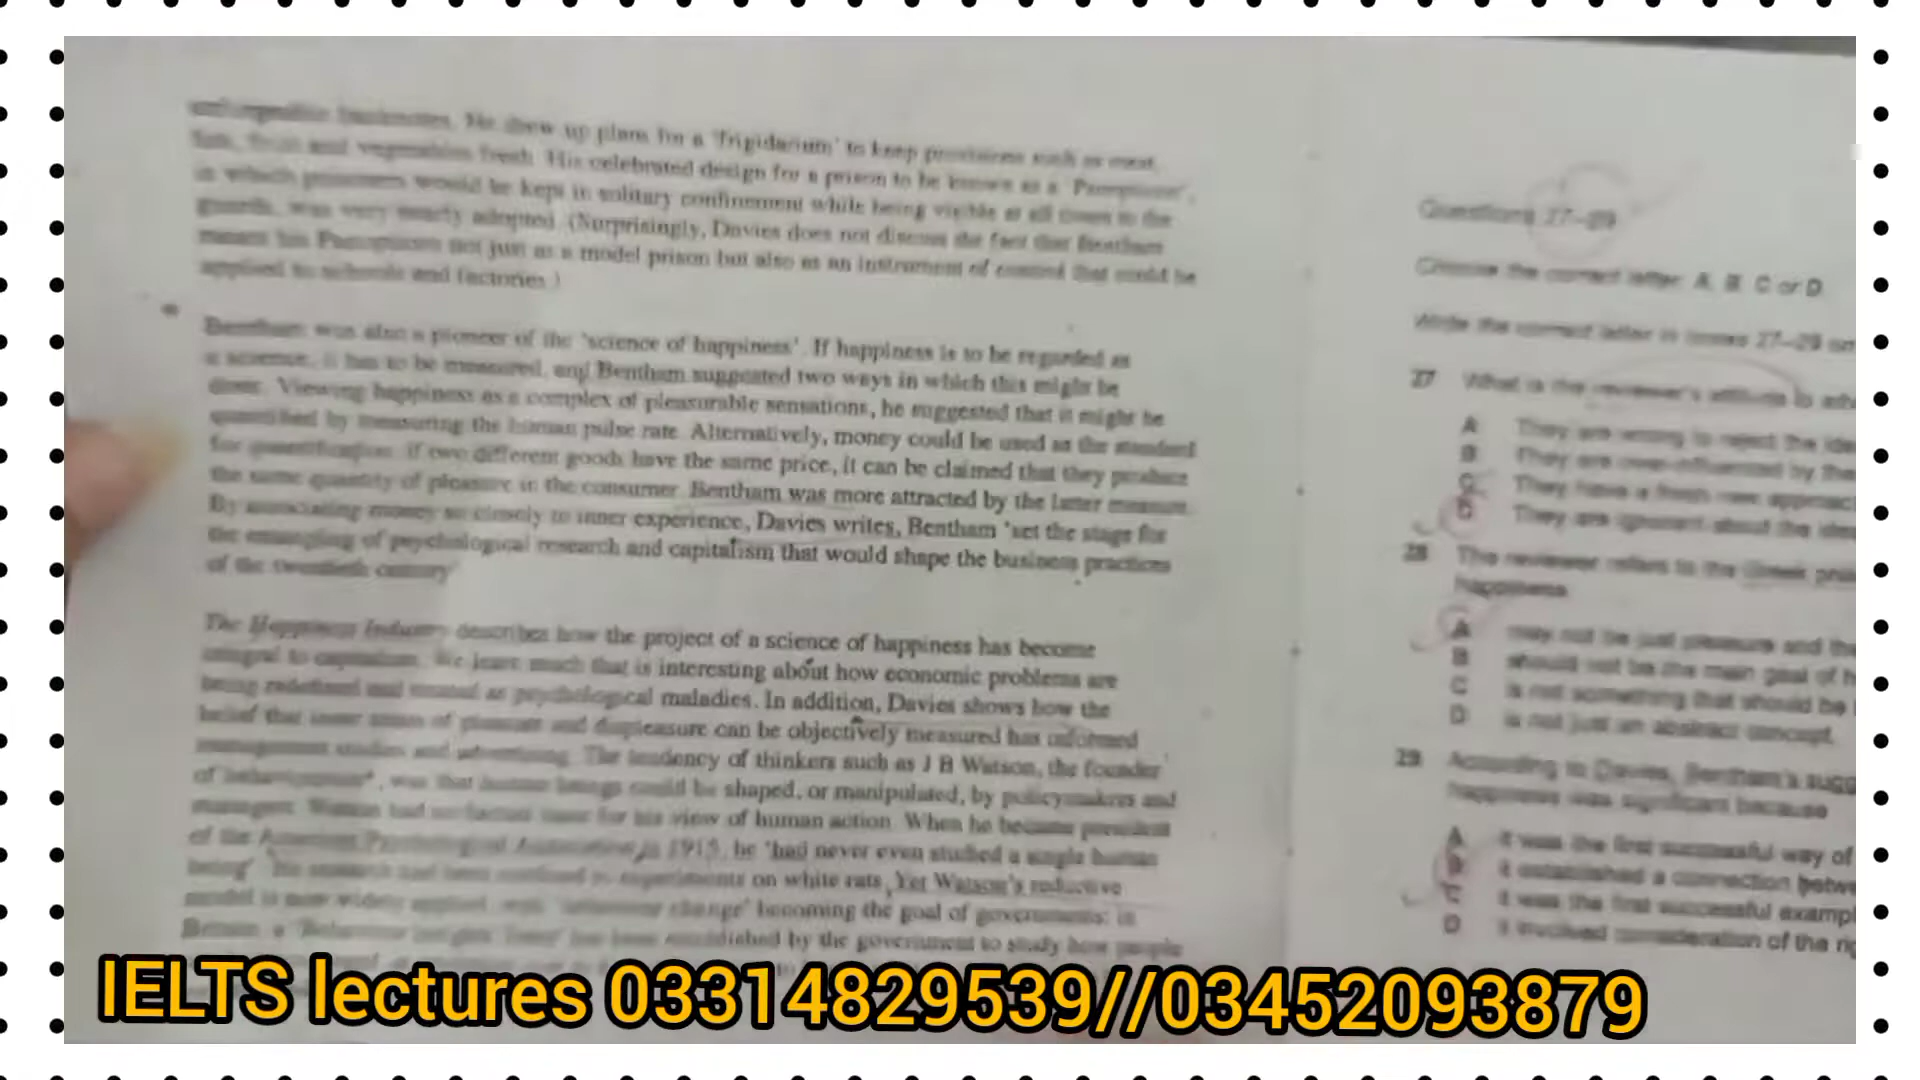 unforgeable banknotes. He drew up plans for a 'frigidarium' to keep provisions such as meat,
fish, fruit and vegetables fresh. His celebrated design for a prison to be known as a 'Panopticon',
in which prisoners would be kept in solitary confinement while being visible at all times to the
guards, was very nearly adopted. (Surprisingly, Davies does not discuss the fact that Bentham
meant his Panopticon not just as a model prison but also as an instrument of control that could be
applied to schools and factories.)
Bentham was also a pioneer of the 'science of happiness'. If happiness is to be regarded as
a science, it has to be measured, and Bentham suggested two ways in which this might be
done. Viewing happiness as a complex of pleasurable sensations, he suggested that it might be
quantified by measuring the human pulse rate. Alternatively, money could be used as the standard
for quantification: if two different goods have the same price, it can be claimed that they produce
the same quantity of pleasure in the consumer. Bentham was more attracted by the latter measure.
By associating money so closely to inner experience, Davies writes, Bentham 'set the stage for
the entangling of psychological research and capitalism that would shape the business practices
of the twentieth century'
The Happiness Industry describes how the project of a science of happiness has become
integral to capitalism. We learn much that is interesting about how economic problems are
being redefined and treated as psychological maladies. In addition, Davies shows how the
belief that inner states of pleasure and displeasure can be objectively measured has informed
management studies and advertising. The tendency of thinkers such as J B Watson, the founder
of behaviourism*, was that human beings could be shaped, or manipulated, by policymakers and
managers. Watson had no factual basis for his view of human action. When he became president
of the American Psychological Association in 1915, he 'had never even studied a single human
being' his research had been confined to experiments on white rats. Yet Watson's reductive
model is now widely applied, with 'behaviour change' becoming the goal of governments: in
Britain, a 'Behaviour Insights Team' has been established by the government to study how people
Questions 27–29
Choose the correct letter, A, B, C or D
Write the correct letter in boxes 27–29 on
27 What is the reviewer's attitude to
A They are wrong to reject the
B They are over-influenced by the
C They have a fresh new
D They are ignorant about the
28 The reviewer refers to the Greek
happiness
A may not be just pleasure and the
B should not be the main goal of
C is not something that should be
D is not just an abstract concept.
29 According to Davies, Bentham's
happiness was significant because
A it was the first successful way of
B it established a connection
C it was the first successful
D it involved consideration of the
IELTS lectures 03314829539//03452093879